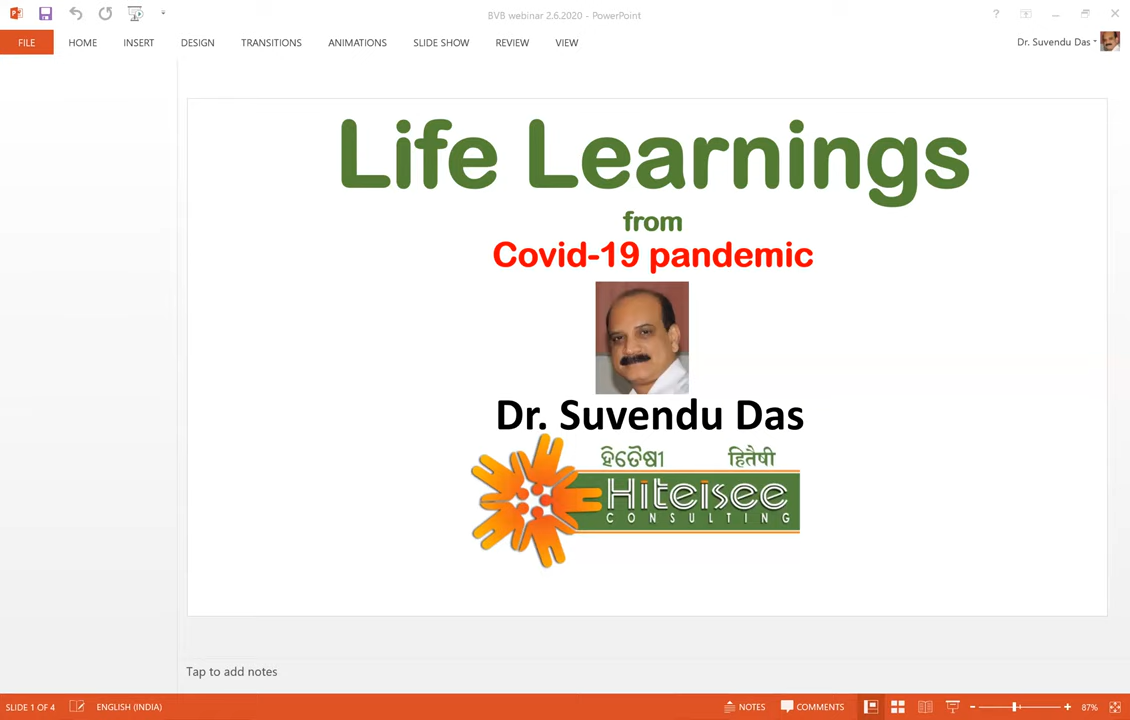 BVB webinar 2.6.2020 - PowerPoint
?
FILE HOME INSERT DESIGN TRANSITIONS ANIMATIONS SLIDE SHOW REVIEW VIEW
Dr. Suvendu Das
Life Learnings
from
Covid-19 pandemic
Dr. Suvendu Das
ହିତୈଷୀ हितैषी
Hiteisee
CONSULTING
Tap to add notes
SLIDE 1 OF 4 ENGLISH (INDIA) NOTES COMMENTS 87%